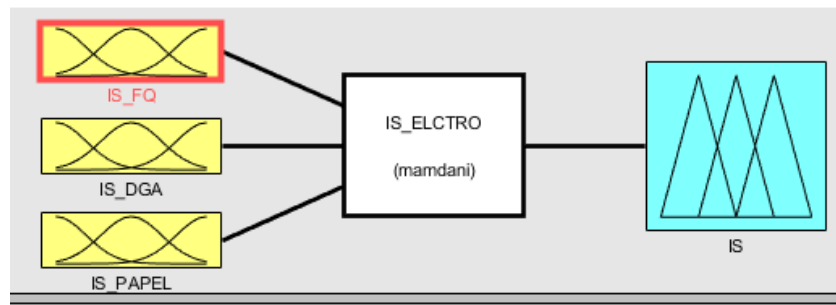 IS_FQ
IS_ELCTRO
(mamdani)
IS_DGA
IS
IS_PAPEL